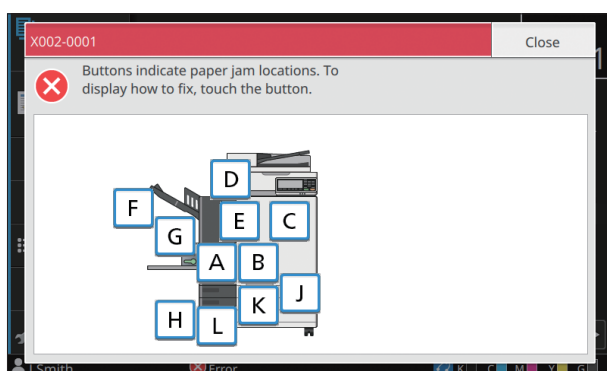 X002-0001
Close
Buttons indicate paper jam locations. To
display how to fix, touch the button.
D
F
E
C
G
A
B
J
K
H
L
Smith
Error
K
C
M
Y
G